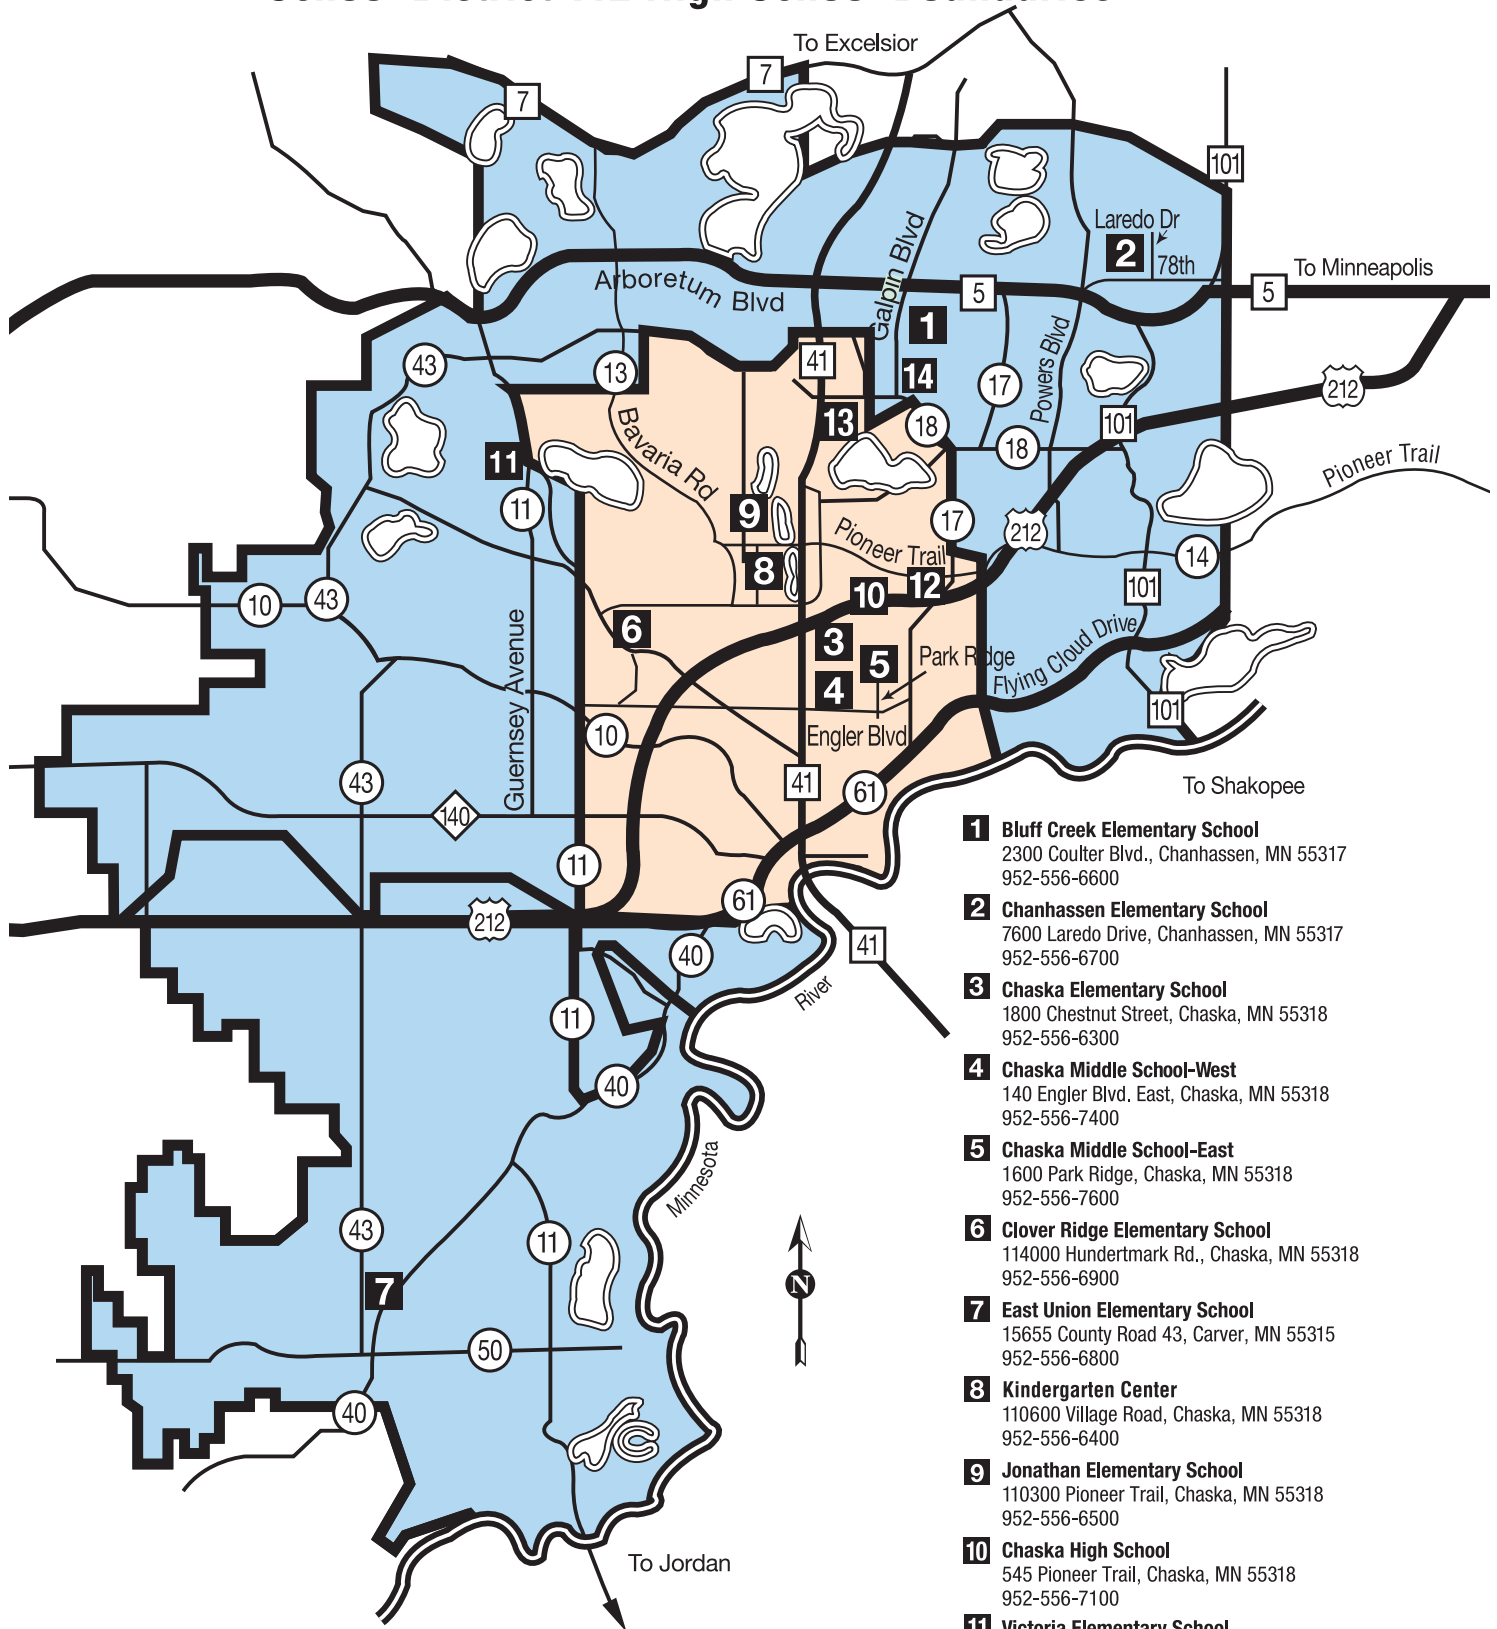 School District 112 High School Boundaries
To Excelsior
7
7
101
Laredo Dr
2
78th
Galpin Blvd
To Minneapolis
5
5
Arboretum Blvd
1
Powers Blvd
41
43
13
14
17
212
101
13
18
18
Bavaria Rd
Pioneer Trail
11
11
9
17
212
Pioneer Trail
14
8
12
101
10
43
10
6
3
Park Ridge
5
4
Flying Cloud Drive
101
Guernsey Avenue
10
Engler Blvd
41
61
43
140
To Shakopee
11
61
212
40
41
River
11
40
Minnesota
43
11
N
7
50
40
To Jordan
1 Bluff Creek Elementary School
2300 Coulter Blvd., Chanhassen, MN 55317
952-556-6600
2 Chanhassen Elementary School
7600 Laredo Drive, Chanhassen, MN 55317
952-556-6700
3 Chaska Elementary School
1800 Chestnut Street, Chaska, MN 55318
952-556-6300
4 Chaska Middle School-West
140 Engler Blvd. East, Chaska, MN 55318
952-556-7400
5 Chaska Middle School-East
1600 Park Ridge, Chaska, MN 55318
952-556-7600
6 Clover Ridge Elementary School
114000 Hundertmark Rd., Chaska, MN 55318
952-556-6900
7 East Union Elementary School
15655 County Road 43, Carver, MN 55315
952-556-6800
8 Kindergarten Center
110600 Village Road, Chaska, MN 55318
952-556-6400
9 Jonathan Elementary School
110300 Pioneer Trail, Chaska, MN 55318
952-556-6500
10 Chaska High School
545 Pioneer Trail, Chaska, MN 55318
952-556-7100
11 Victoria Elementary School